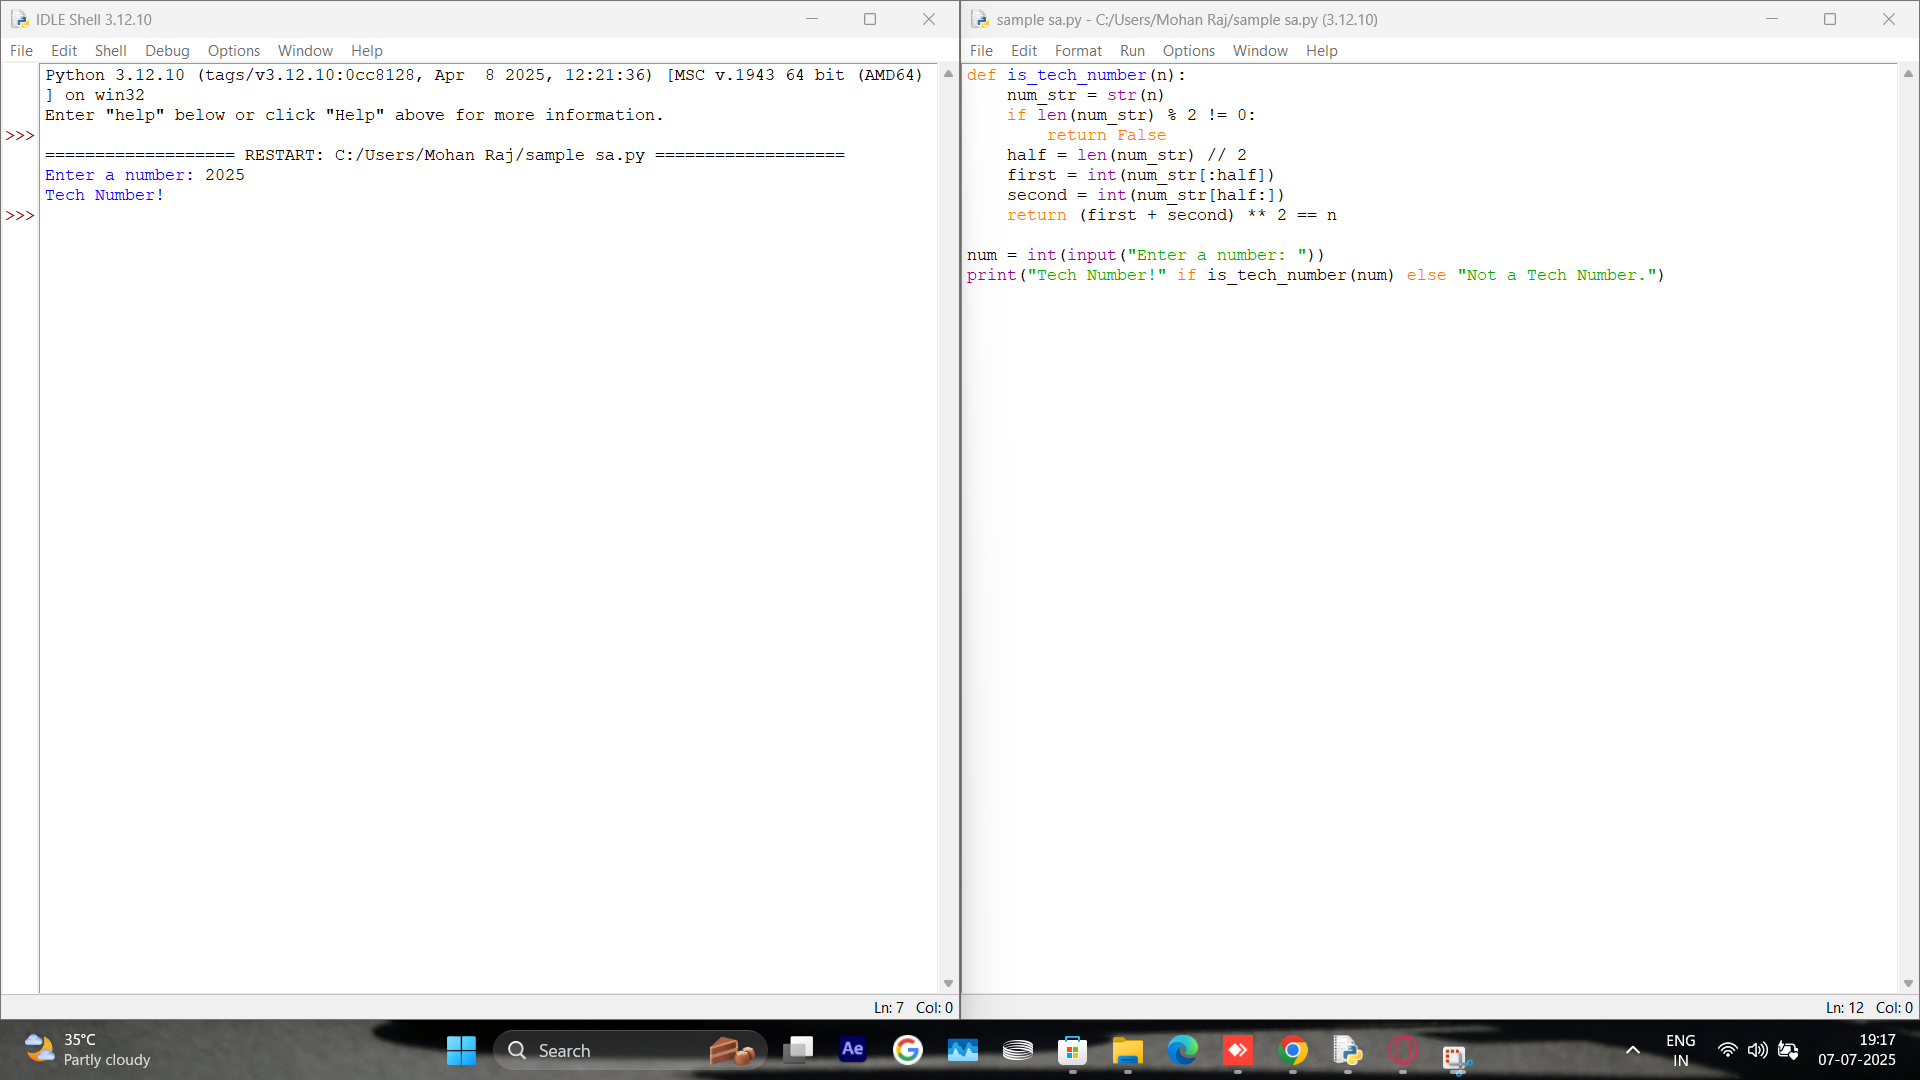 IDLE Shell 3.12.10
File Edit Shell Debug Options Window Help
Python 3.12.10 (tags/v3.12.10:0cc8128, Apr  8 2025, 12:21:36) [MSC v.1943 64 bit (AMD64)
] on win32
Enter "help" below or click "Help" above for more information.
>>>
=================== RESTART: C:/Users/Mohan Raj/sample sa.py ===================
Enter a number: 2025
Tech Number!
>>>
Ln: 7 Col: 0
sample sa.py - C:/Users/Mohan Raj/sample sa.py (3.12.10)
File Edit Format Run Options Window Help
def is_tech_number(n):
    num_str = str(n)
    if len(num_str) % 2 != 0:
        return False
    half = len(num_str) // 2
    first = int(num_str[:half])
    second = int(num_str[half:])
    return (first + second) ** 2 == n

num = int(input("Enter a number: "))
print("Tech Number!" if is_tech_number(num) else "Not a Tech Number.")
Ln: 12 Col: 0
35°C
Partly cloudy
Search
Ae
ENG
IN
19:17
07-07-2025